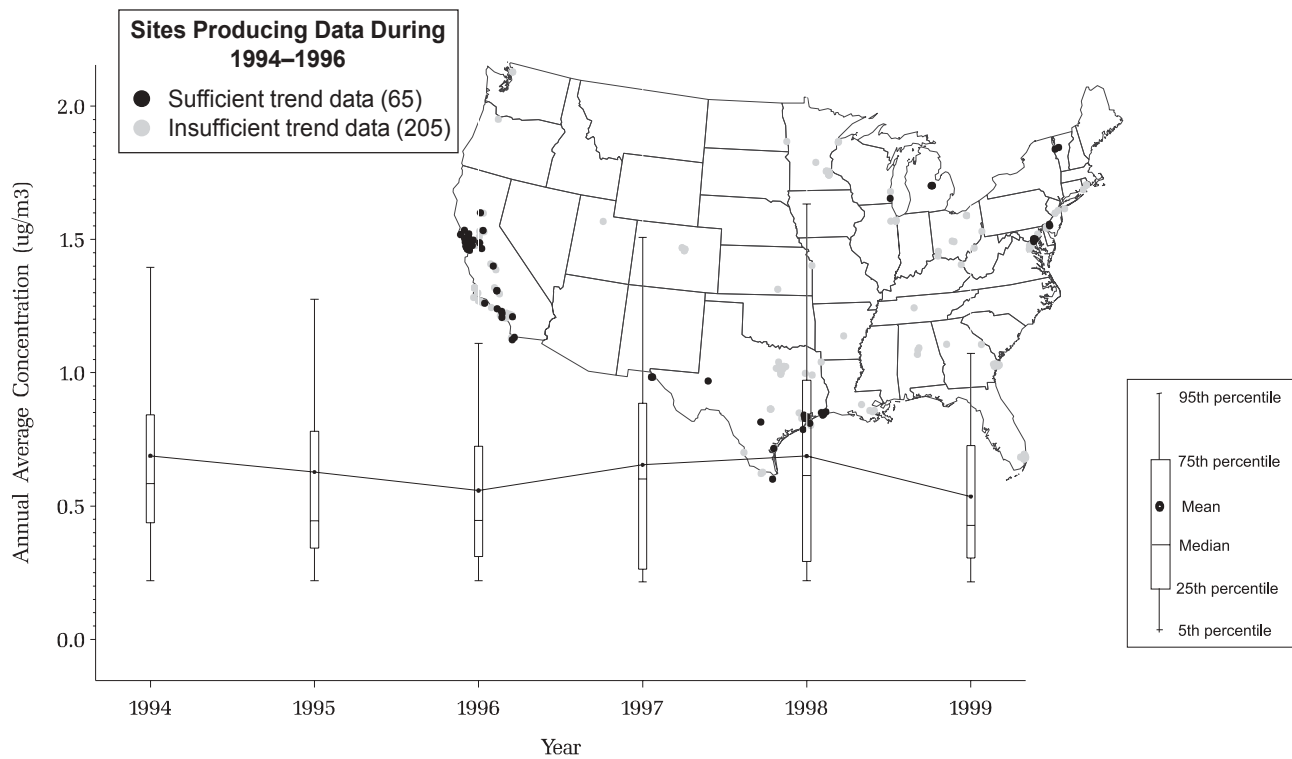 Sites Producing Data During
1994–1996
Sufficient trend data (65)
Insufficient trend data (205)
Annual Average Concentration (ug/m3)
2.0
1.5
1.0
0.5
0.0
1994
1995
1996
1997
1998
1999
Year
95th percentile
75th percentile
Mean
Median
25th percentile
5th percentile